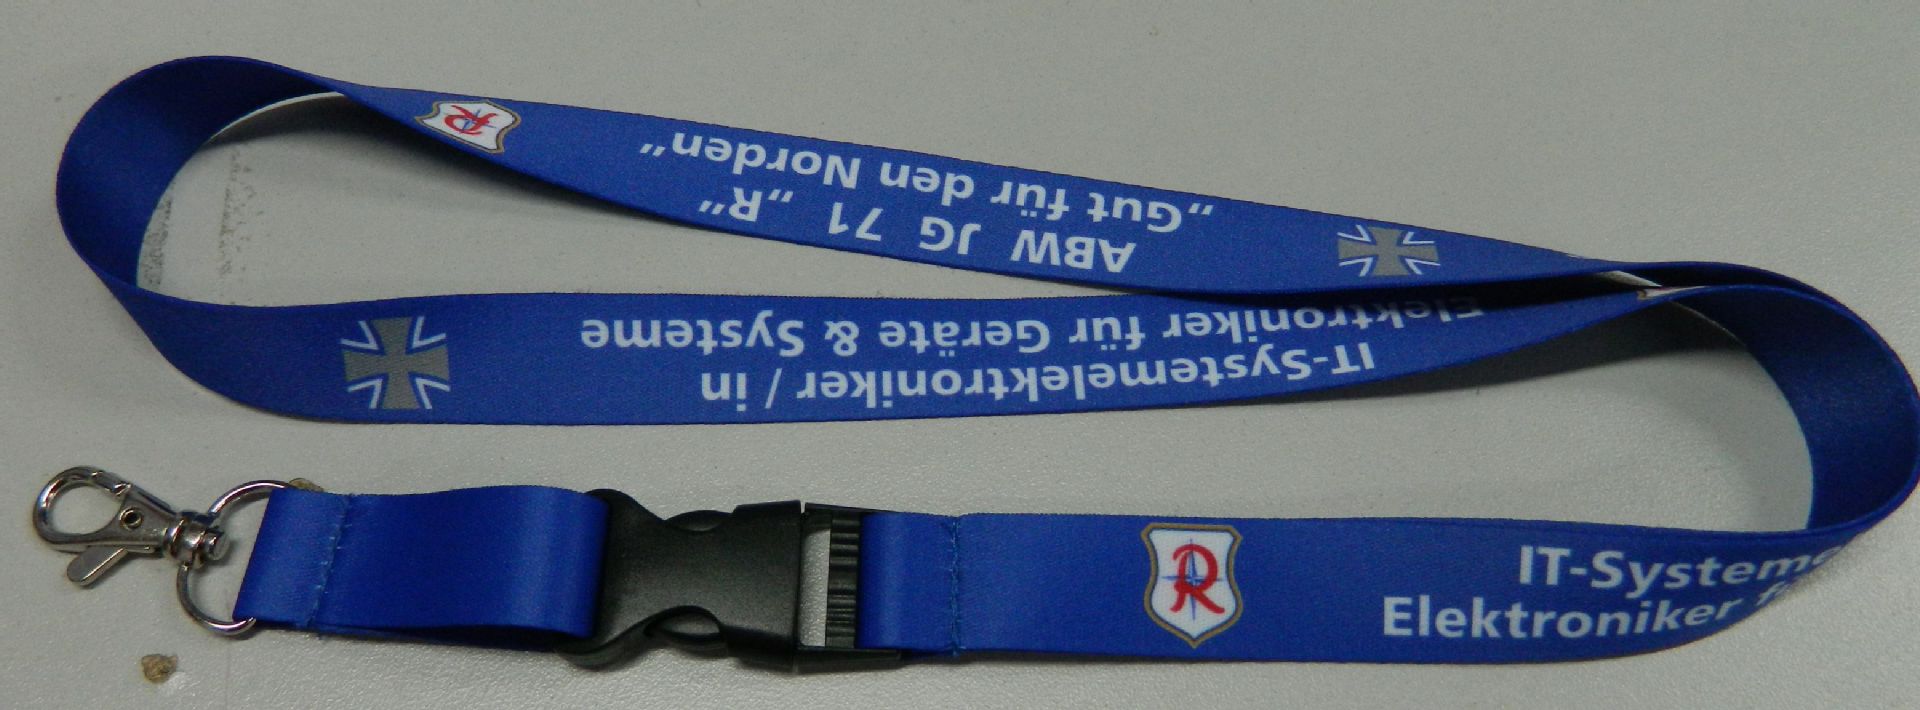 R
„Gut für den Norden“
ABW JG 71 „R“
IT-Systemelektroniker / in
Elektroniker für Geräte & Systeme
R
IT-Systeme
Elektroniker f